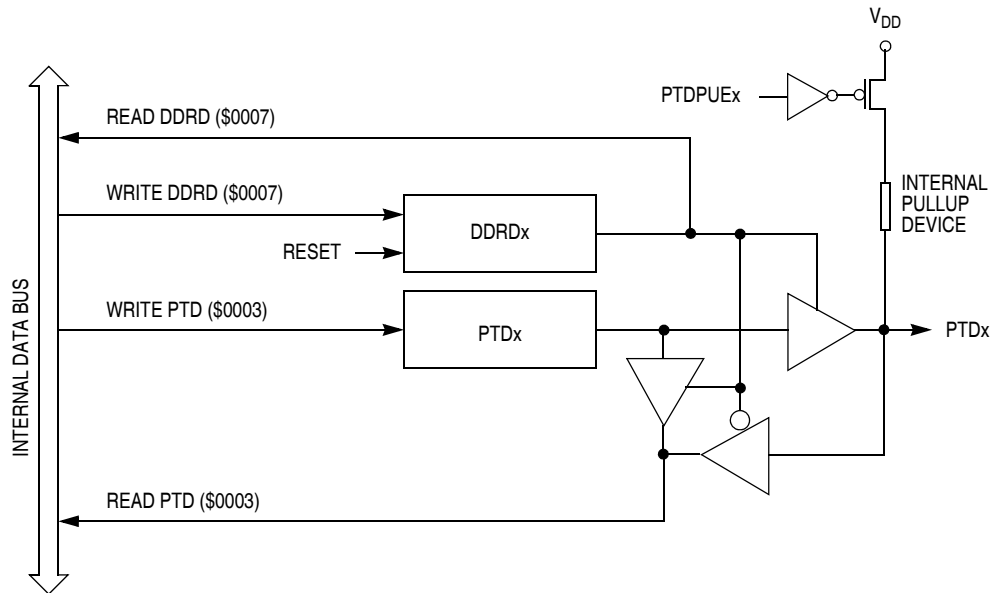 VDD
PTDPUEx
READ DDRD ($0007)
WRITE DDRD ($0007)
INTERNAL
PULLUP
DEVICE
DDRDx
RESET
WRITE PTD ($0003)
PTDx
PTDx
INTERNAL DATA BUS
READ PTD ($0003)